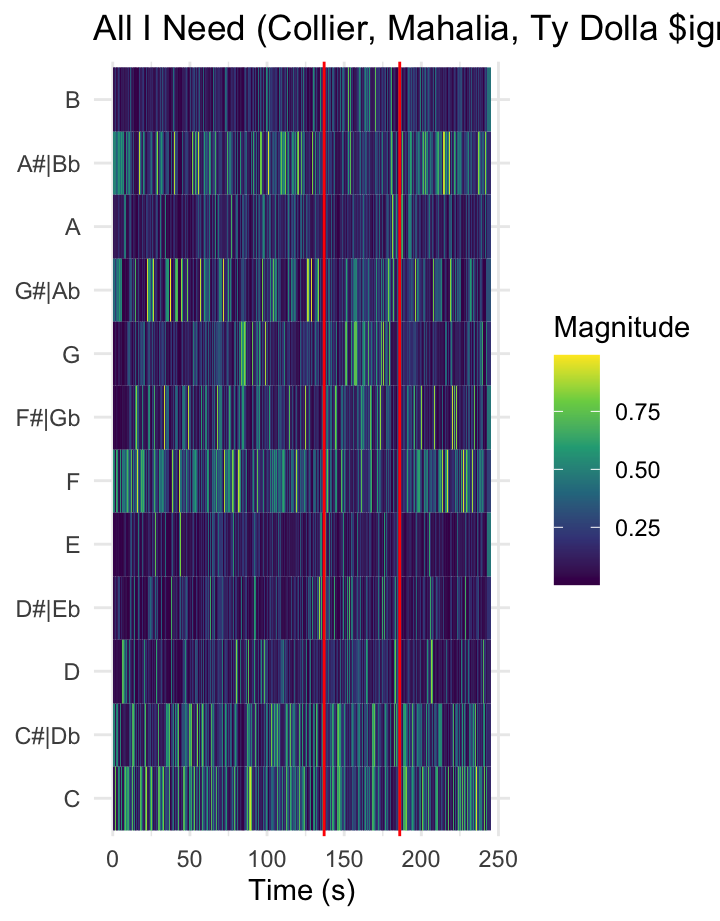 All I Need (Collier, Mahalia, Ty Dolla $ig
B
A#|Bb
A
G#|Ab
G
F#|Gb
F
E
D#|Eb
D
C#|Db
C
0 50 100 150 200 250
Time (s)
Magnitude
0.75
0.50
0.25